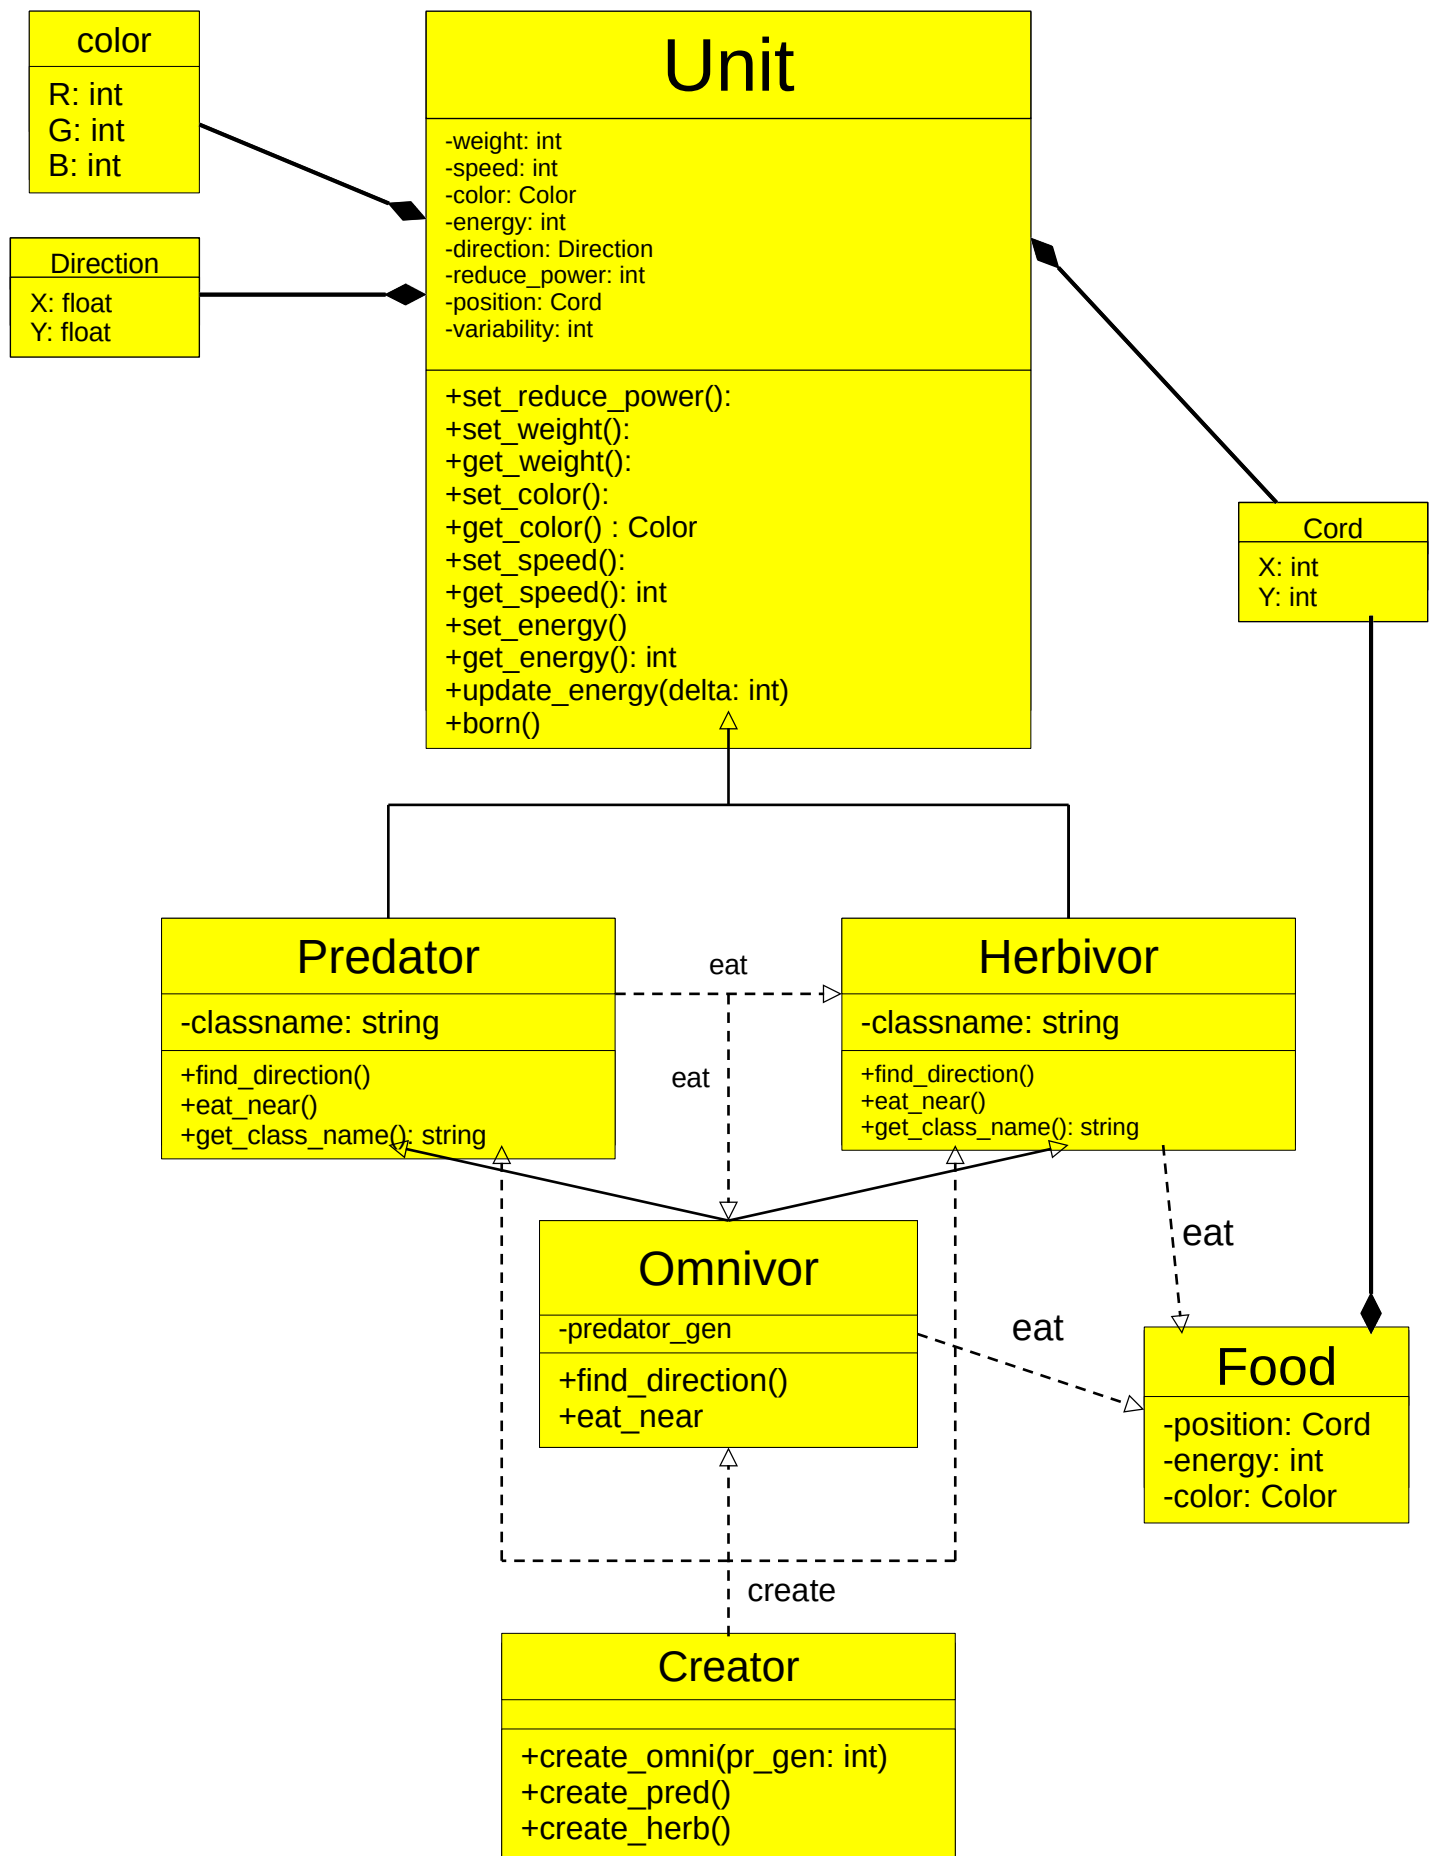 color
R: int
G: int
B: int
Direction
X: float
Y: float
Unit
-weight: int
-speed: int
-color: Color
-energy: int
-direction: Direction
-reduce_power: int
-position: Cord
-variability: int
+set_reduce_power():
+set_weight():
+get_weight():
+set_color():
+get_color() : Color
+set_speed():
+get_speed(): int
+set_energy()
+get_energy(): int
+update_energy(delta: int)
+born()
Cord
X: int
Y: int
Predator
-classname: string
+find_direction()
+eat_near()
+get_class_name(): string
eat
eat
Herbivor
-classname: string
+find_direction()
+eat_near()
+get_class_name(): string
eat
Omnivor
-predator_gen
+find_direction()
+eat_near
eat
Food
-position: Cord
-energy: int
-color: Color
create
Creator
+create_omni(pr_gen: int)
+create_pred()
+create_herb()